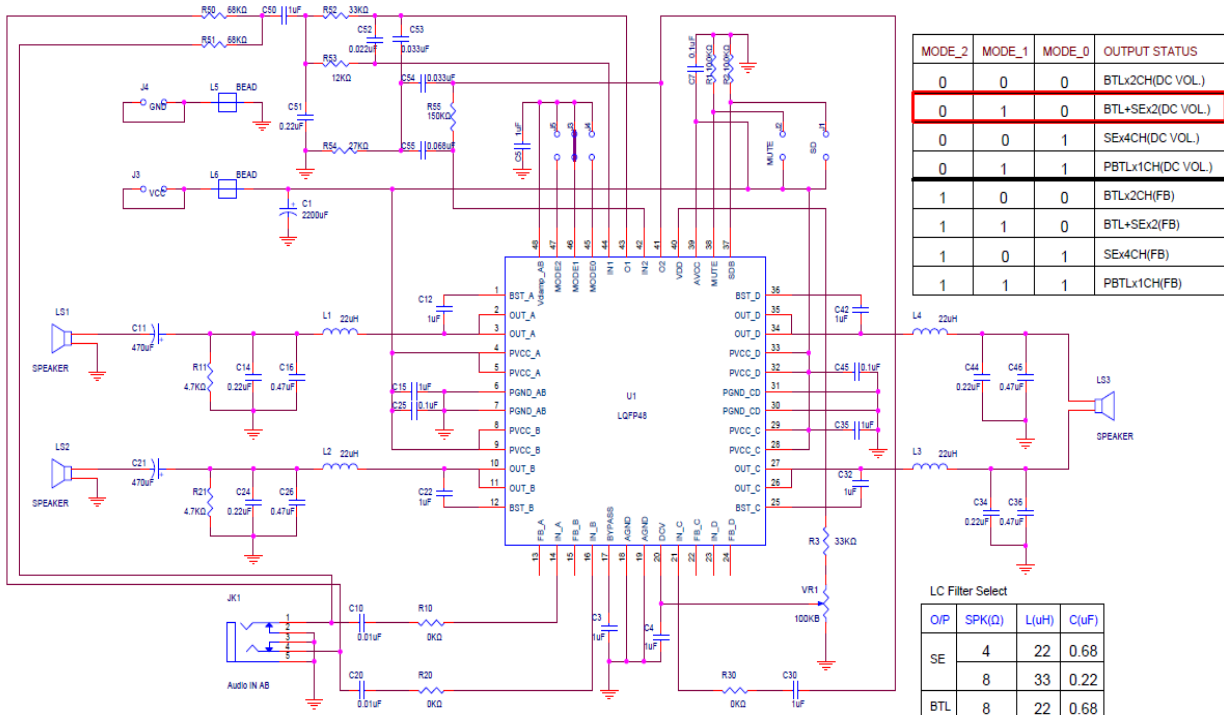 R50 68KΩ C50 1uF R52 33KΩ
R51 68KΩ
C52 0.022uF
C53 0.033uF
R53 12KΩ
C54 0.033uF
R55 150KΩ
C51 0.22uF
R54 27KΩ C55 0.068uF
J4 GND L5 BEAD
J3 VCC L6 BEAD
C1 2200uF
C5 1uF
J5 J3 J4
C7 0.1uF
R1 100KΩ
R2 100KΩ
J2 MUTE
J1 SD
MODE_2 MODE_1 MODE_0 OUTPUT STATUS
0 0 0 BTLx2CH(DC VOL.)
0 1 0 BTL+SEx2(DC VOL.)
0 0 1 SEx4CH(DC VOL.)
0 1 1 PBTLx1CH(DC VOL.)
1 0 0 BTLx2CH(FB)
1 1 0 BTL+SEx2(FB)
1 0 1 SEx4CH(FB)
1 1 1 PBTLx1CH(FB)
48 47 46 45 44 43 42 41 40 39 38 37
Vdamp_AB MODE2 MODE1 MODE0 IN1 O1 IN2 O2 VDD AVCC MUTE SDB
1 BST_A
2 OUT_A
3 OUT_A
4 PVCC_A
5 PVCC_A
6 PGND_AB
7 PGND_AB
8 PVCC_B
9 PVCC_B
10 OUT_B
11 OUT_B
12 BST_B
U1
LQFP48
BST_D 36
OUT_D 35
OUT_D 34
PVCC_D 33
PVCC_D 32
PGND_CD 31
PGND_CD 30
PVCC_C 29
PVCC_C 28
OUT_C 27
OUT_C 26
BST_C 25
FB_A IN_A FB_B IN_B BYPASS AGND AGND DCV IN_C FB_C IN_D FB_D
13 14 15 16 17 18 19 20 21 22 23 24
LS1
SPEAKER
C11 470uF
R11 4.7KΩ
C14 0.22uF
C16 0.47uF
L1 22uH
C12 1uF
C15 1uF
C25 0.1uF
LS2
SPEAKER
C21 470uF
R21 4.7KΩ
C24 0.22uF
C26 0.47uF
L2 22uH
C22 1uF
C42 1uF
L4 22uH
C45 0.1uF
C44 0.22uF
C46 0.47uF
LS3
SPEAKER
C35 1uF
L3 22uH
C32 1uF
C34 0.22uF
C36 0.47uF
R3 33KΩ
VR1
100KB
JK1
1
2
3
4
5
Audio IN AB
C10 0.01uF
R10 0KΩ
C20 0.01uF
R20 0KΩ
C3 1uF
C4 1uF
R30 0KΩ
C30 1uF
LC Filter Select
O/P SPK(Ω) L(uH) C(uF)
SE 4 22 0.68
8 33 0.22
BTL 8 22 0.68